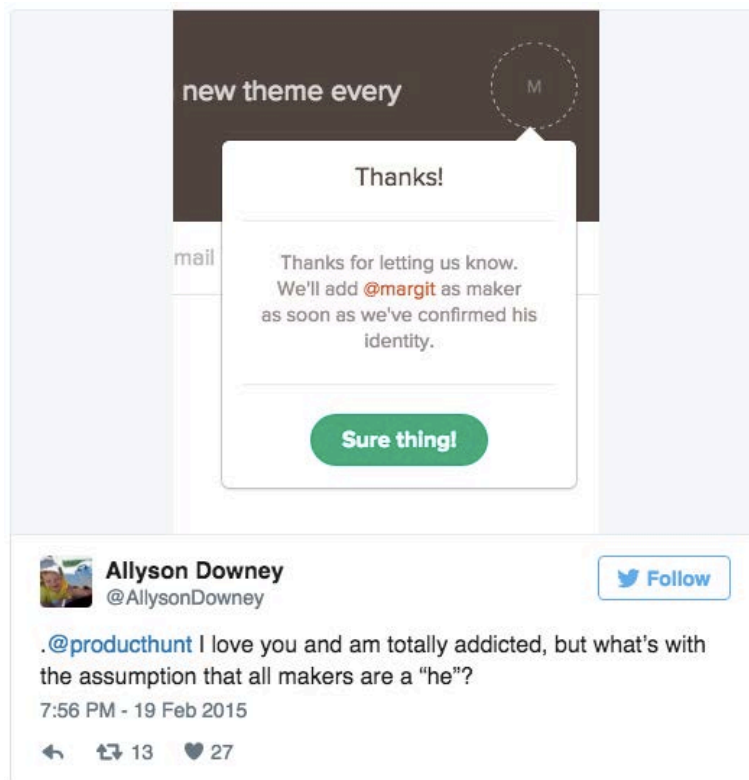 new theme every
M
Thanks!
mail
Thanks for letting us know.
We'll add @margit as maker
as soon as we've confirmed his
identity.
Sure thing!
Allyson Downey
@AllysonDowney
Follow
.@producthunt I love you and am totally addicted, but what's with
the assumption that all makers are a “he”?
7:56 PM - 19 Feb 2015
13 27